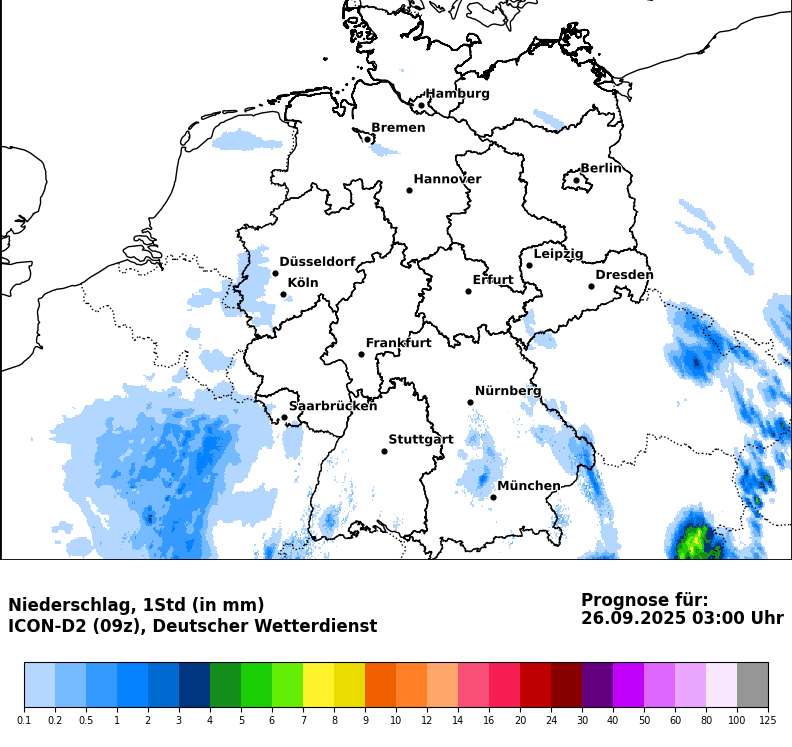 Hamburg
Bremen
Berlin
Hannover
Leipzig
Düsseldorf
Dresden
Köln
Erfurt
Frankfurt
Nürnberg
Saarbrücken
Stuttgart
München
Niederschlag, 1Std (in mm)
ICON-D2 (09z), Deutscher Wetterdienst
Prognose für:
26.09.2025 03:00 Uhr
0.1 0.2 0.5 1 2 3 4 5 6 7 8 9 10 12 14 16 20 24 30 40 50 60 80 100 125